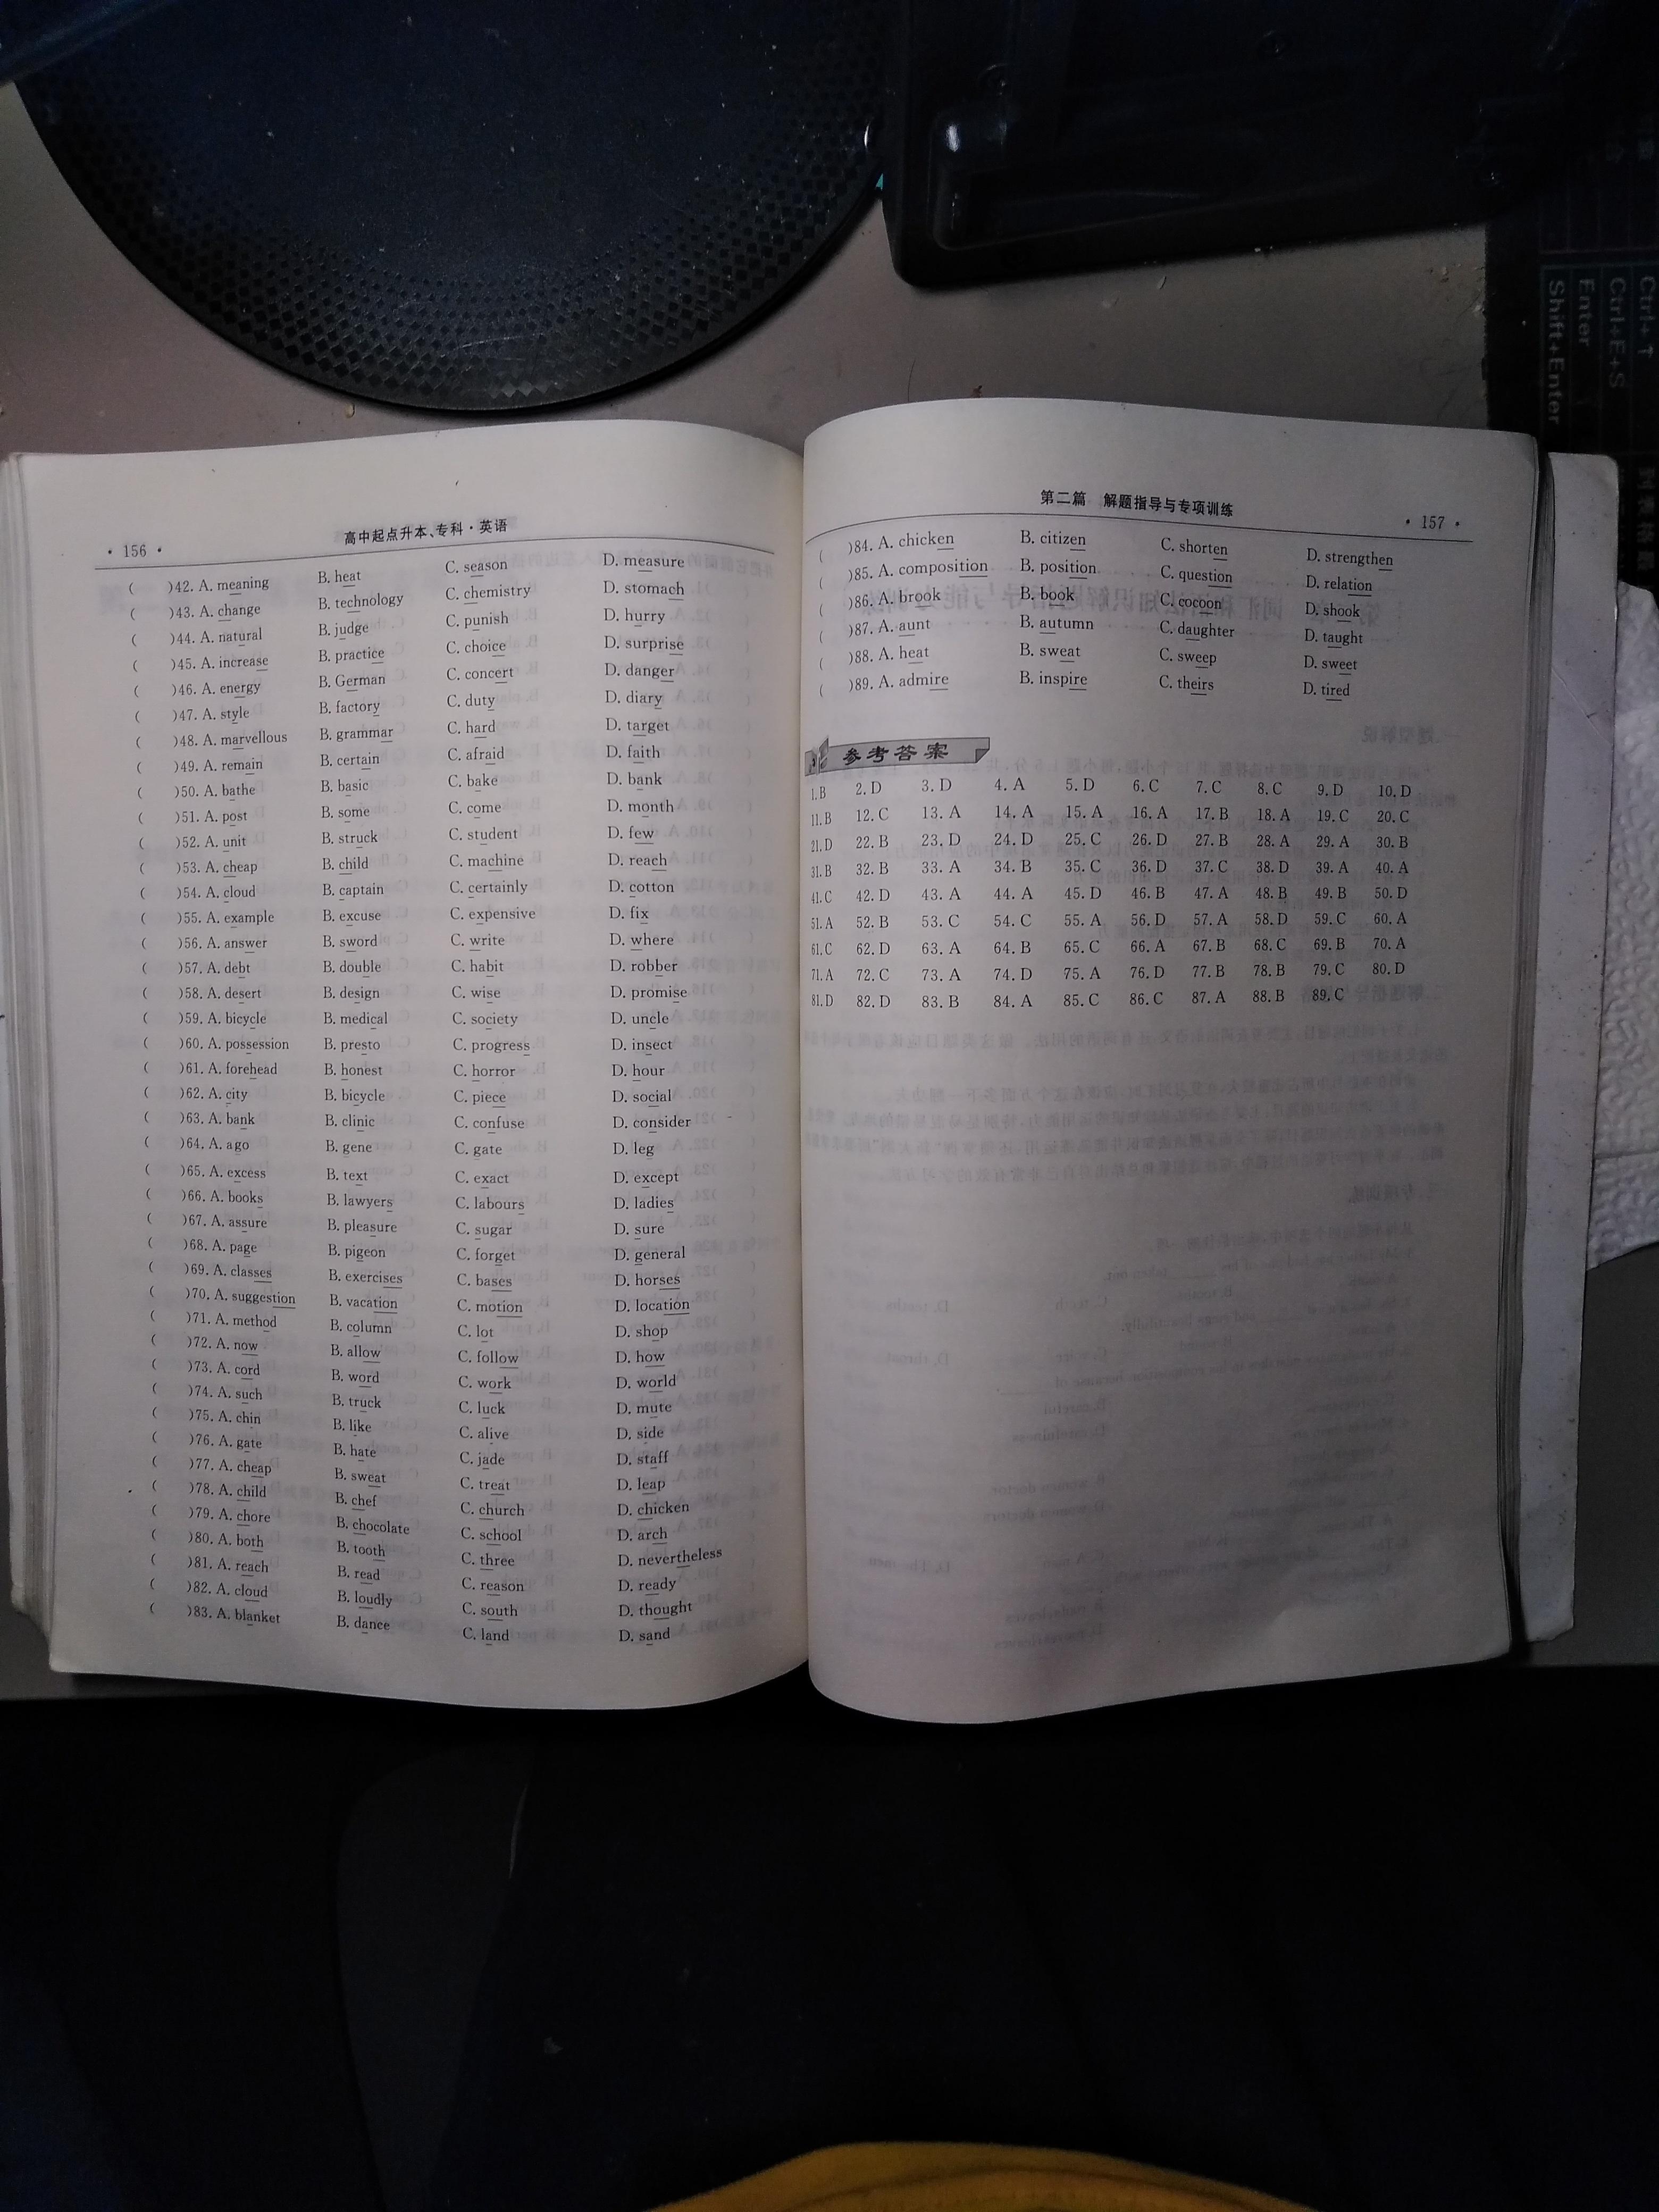 · 156 ·
高中起点升本、专科·英语
( )42. A. meaning B. heat C. season D. measure
( )43. A. change B. technology C. chemistry D. stomach
( )44. A. natural B. judge C. punish D. hurry
( )45. A. increase B. practice C. choice D. surprise
( )46. A. energy B. German C. concert D. danger
( )47. A. style B. factory C. duty D. diary
( )48. A. marvellous B. grammar C. hard D. target
( )49. A. remain B. certain C. afraid D. faith
( )50. A. bathe B. basic C. bake D. bank
( )51. A. post B. some C. come D. month
( )52. A. unit B. struck C. student D. few
( )53. A. cheap B. child C. machine D. reach
( )54. A. cloud B. captain C. certainly D. cotton
( )55. A. example B. excuse C. expensive D. fix
( )56. A. answer B. sword C. write D. where
( )57. A. debt B. double C. habit D. robber
( )58. A. desert B. design C. wise D. promise
( )59. A. bicycle B. medical C. society D. uncle
( )60. A. possession B. presto C. progress D. insect
( )61. A. forehead B. honest C. horror D. hour
( )62. A. city B. bicycle C. piece D. social
( )63. A. bank B. clinic C. confuse D. consider
( )64. A. ago B. gene C. gate D. leg
( )65. A. excess B. text C. exact D. except
( )66. A. books B. lawyers C. labours D. ladies
( )67. A. assure B. pleasure C. sugar D. sure
( )68. A. page B. pigeon C. forget D. general
( )69. A. classes B. exercises C. bases D. horses
( )70. A. suggestion B. vacation C. motion D. location
( )71. A. method B. column C. lot D. shop
( )72. A. now B. allow C. follow D. how
( )73. A. cord B. word C. work D. world
( )74. A. such B. truck C. luck D. mute
( )75. A. chin B. like C. alive D. side
( )76. A. gate B. hate C. jade D. staff
( )77. A. cheap B. sweat C. treat D. leap
( )78. A. child B. chef C. church D. chicken
( )79. A. chore B. chocolate C. school D. arch
( )80. A. both B. tooth C. three D. nevertheless
( )81. A. reach B. read C. reason D. ready
( )82. A. cloud B. loudly C. south D. thought
( )83. A. blanket B. dance C. land D. sand
第二篇 解题指导与专项训练
· 157 ·
( )84. A. chicken B. citizen C. shorten D. strengthen
( )85. A. composition B. position C. question D. relation
( )86. A. brook B. book C. cocoon D. shook
( )87. A. aunt B. autumn C. daughter D. taught
( )88. A. heat B. sweat C. sweep D. sweet
( )89. A. admire B. inspire C. theirs D. tired
参考答案
1. B 2. D 3. D 4. A 5. D 6. C 7. C 8. C 9. D 10. D
11. B 12. C 13. A 14. A 15. A 16. A 17. B 18. A 19. C 20. C
21. D 22. B 23. D 24. D 25. C 26. D 27. B 28. A 29. A 30. B
31. B 32. B 33. A 34. B 35. C 36. D 37. C 38. D 39. A 40. A
41. C 42. D 43. A 44. A 45. D 46. B 47. A 48. B 49. B 50. D
51. A 52. B 53. C 54. C 55. A 56. D 57. A 58. D 59. C 60. A
61. C 62. D 63. A 64. B 65. C 66. A 67. B 68. C 69. B 70. A
71. A 72. C 73. A 74. D 75. A 76. D 77. B 78. B 79. C 80. D
81. D 82. D 83. B 84. A 85. C 86. C 87. A 88. B 89. C
Ctrl+T
Ctrl+E+S
Enter
Shift+Enter